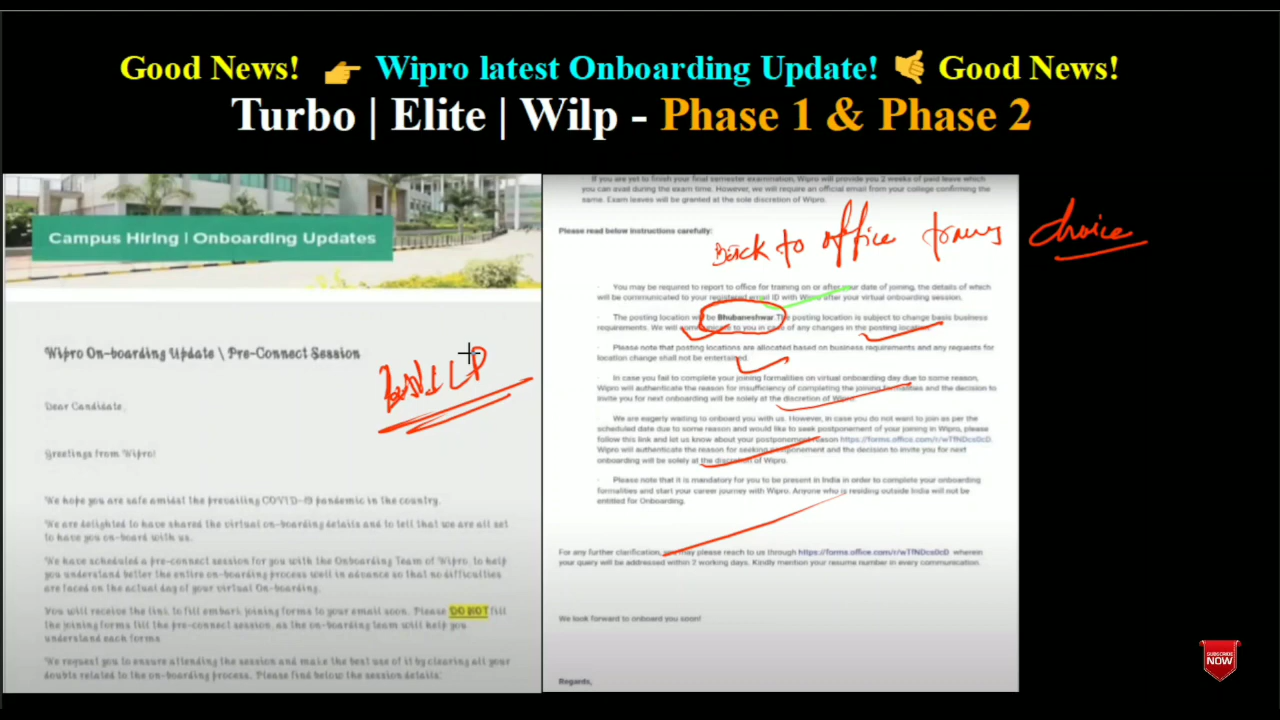 Good News! 👉 Wipro latest Onboarding Update! 🤙 Good News!
Turbo | Elite | Wilp - Phase 1 & Phase 2
Campus Hiring | Onboarding Updates
Wipro On-boarding Update \ Pre-Connect Session
Dear Candidate,
Greetings from Wipro!
We hope you are safe amidst the prevailing COVID-19 pandemic in the country.
We are delighted to have shared the virtual on-boarding details and to tell that we are all set
to have you on-board with us.
We have scheduled a pre-connect session for you with the Onboarding Team of Wipro, to help
you understand better the entire on-boarding process well in advance so that no difficulties
are faced on the actual day of your virtual On-boarding.
You will receive the link to fill embark joining forms to your email soon. Please DO NOT fill
the joining forms till the pre-connect session, as the on-boarding team will help you
understand each forms
We request you to ensure attending the session and make the best use of it by clearing all your
doubts related to the on-boarding process. Please find below the session details:
· If you are yet to finish your final semester examination, Wipro will provide you 2 weeks of paid leave which
you can avail during the exam time. However, we will require an official email from your college confirming the
same. Exam leaves will be granted at the sole discretion of Wipro.
Please read below instructions carefully:
Back to office choice
· You may be required to report to office for training on or after your date of joining, the details of which
will be communicated to your registered email ID with Wipro after your virtual onboarding session.
· The posting location will be Bhubaneshwar. The posting location is subject to change basis business
requirements. We will communicate to you in case of any changes in the posting location.
· Please note that posting locations are allocated based on business requirements and any requests for
location change shall not be entertained.
· In case you fail to complete your joining formalities on virtual onboarding day due to some reason,
Wipro will authenticate the reason for insufficiency of completing the joining formalities and the decision to
invite you for next onboarding will be solely at the discretion of Wipro.
· We are eagerly waiting to onboard you with us. However, in case you do not want to join as per the
scheduled date due to some reason and would like to seek postponement of your joining in Wipro, please
follow this link and let us know about your postponement reason https://forms.office.com/r/wTfNDcs0cD.
Wipro will authenticate the reason for seeking postponement and the decision to invite you for next
onboarding will be solely at the discretion of Wipro.
· Please note that it is mandatory for you to be present in India in order to complete your onboarding
formalities and start your career journey with Wipro. Anyone who is residing outside India will not be
entitled for Onboarding.
For any further clarification, you may please reach to us through https://forms.office.com/r/wTfNDcs0cD wherein
your query will be addressed within 2 working days. Kindly mention your resume number in every communication.
We look forward to onboard you soon!
Regards,
SUBSCRIBE
NOW